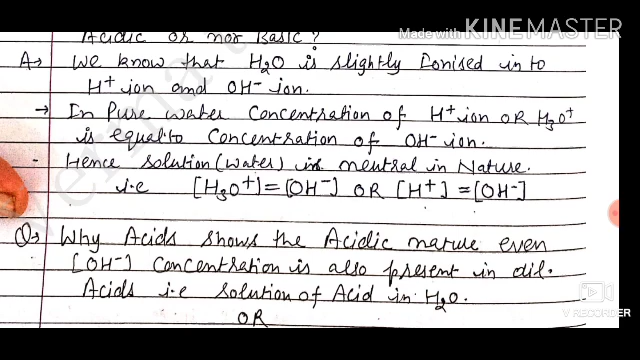 Acidic or nor Basic?
Made with KINEMASTER
A→ We know that H₂O is slightly Ionised in to
H⁺ ion and OH⁻ ion.
→ In Pure water Concentration of H⁺ ion OR H₃O⁺
is equal to Concentration of OH⁻ ion.
- Hence solution (water) is neutral in Nature.
i.e [H₃O⁺] = [OH⁻] OR [H⁺] = [OH⁻]
Q→ Why Acids shows the Acidic nature even
[OH⁻] Concentration is also present in dil.
Acids i.e solution of Acid in H₂O.
OR
V RECORDER